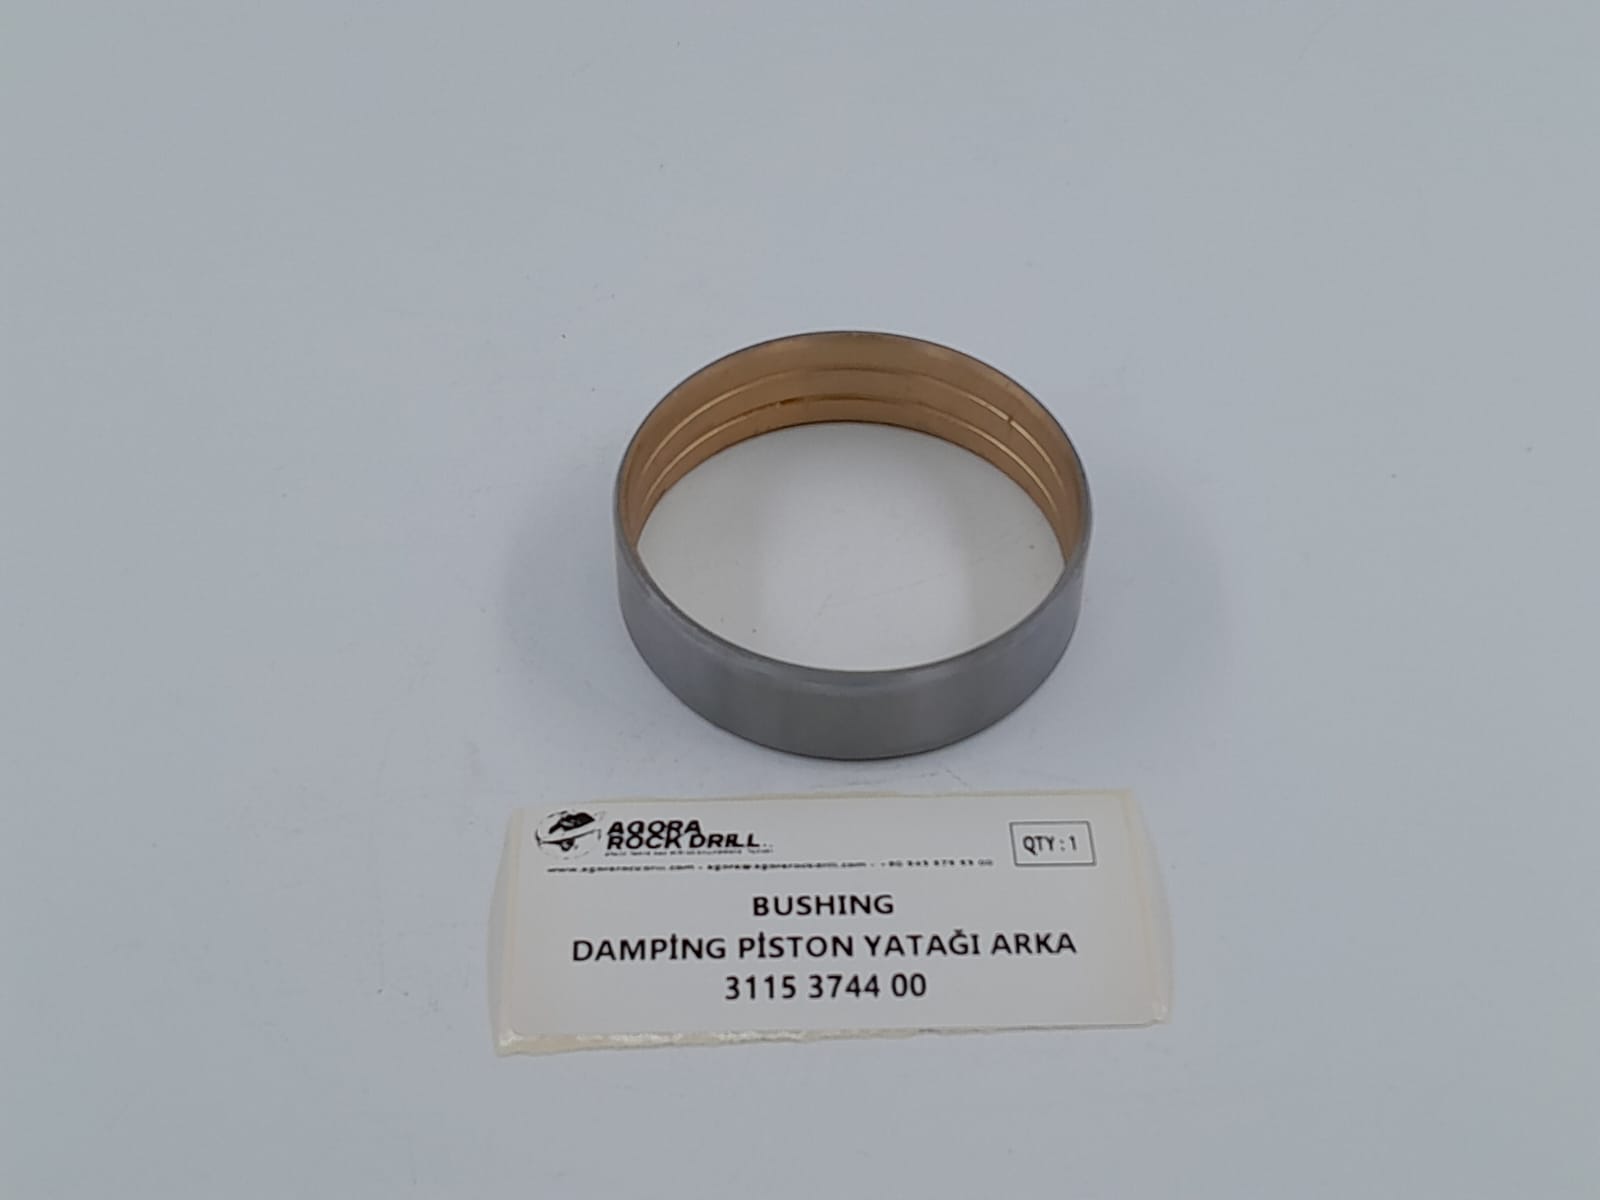 AGORA
ROCK DRILL
QTY : 1
BUSHING
DAMPİNG PİSTON YATAĞI ARKA
3115 3744 00